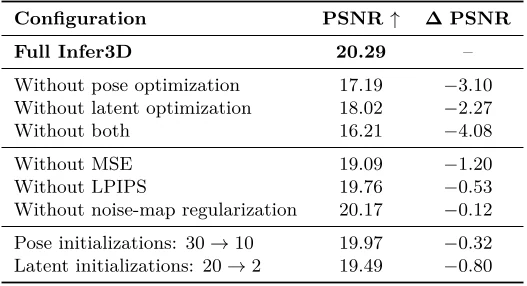 Configuration PSNR ↑ Δ PSNR
Full Infer3D 20.29 –
Without pose optimization 17.19 −3.10
Without latent optimization 18.02 −2.27
Without both 16.21 −4.08
Without MSE 19.09 −1.20
Without LPIPS 19.76 −0.53
Without noise-map regularization 20.17 −0.12
Pose initializations: 30 → 10 19.97 −0.32
Latent initializations: 20 → 2 19.49 −0.80